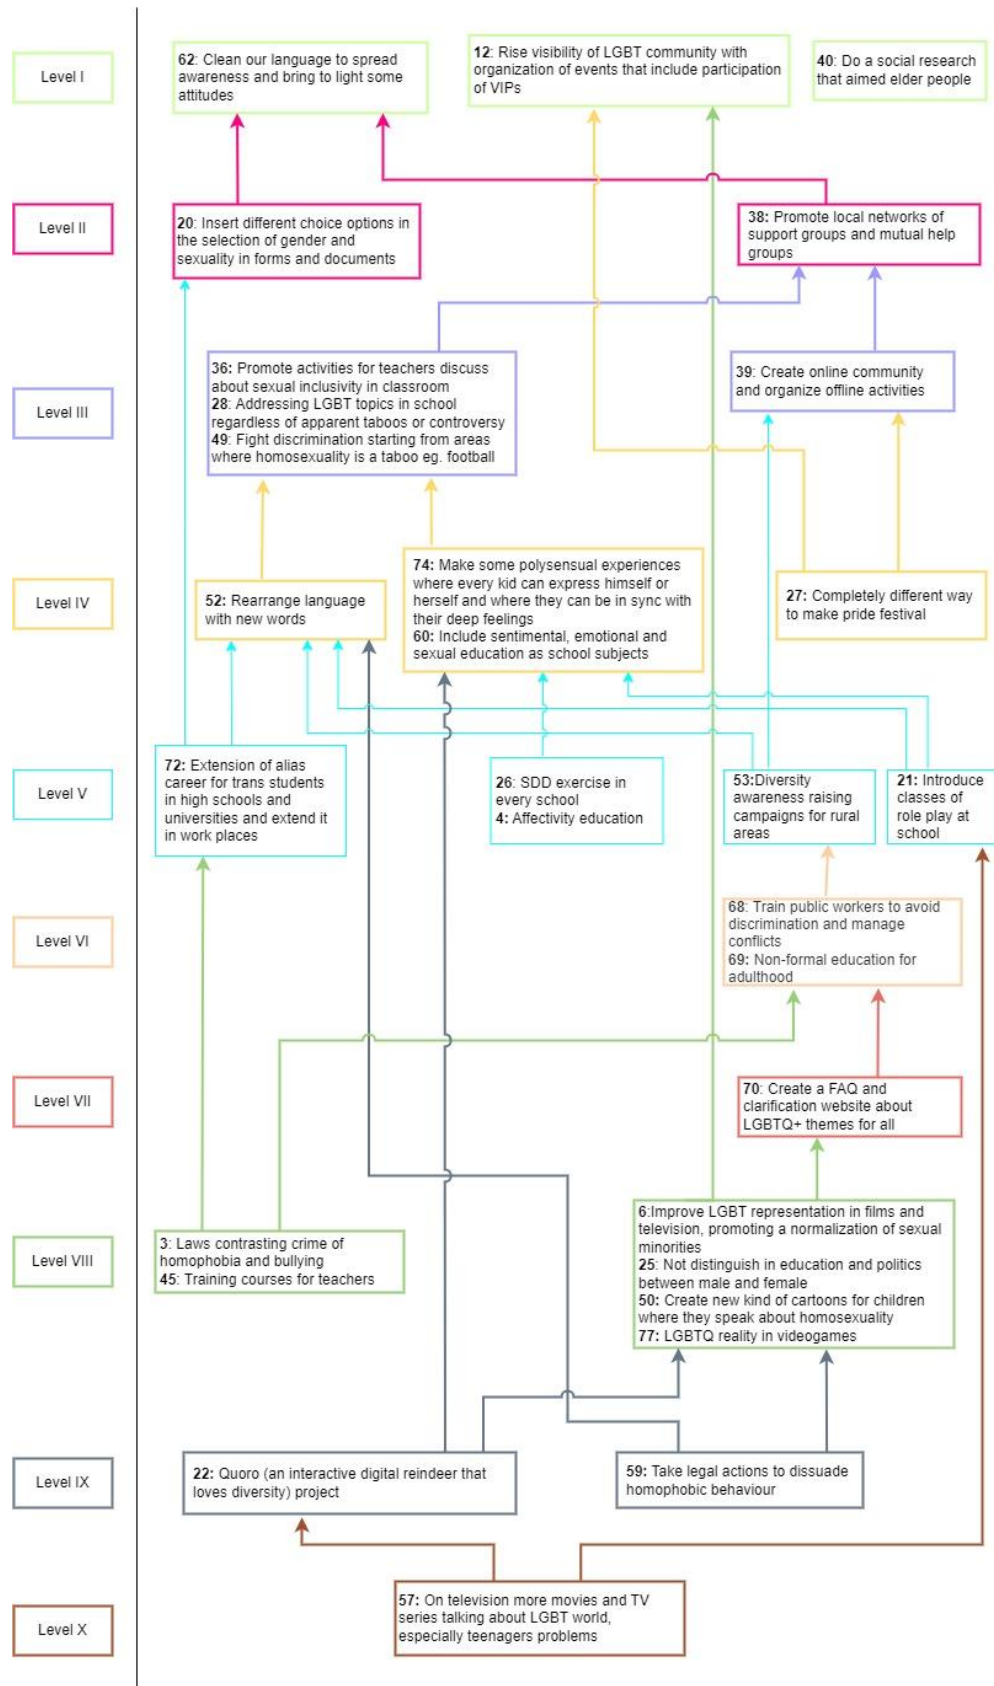 Level I
62: Clean our language to spread
awareness and bring to light some
attitudes
12: Rise visibility of LGBT community with
organization of events that include participation
of VIPs
40: Do a social research
that aimed elder people
Level II
20: Insert different choice options in
the selection of gender and
sexuality in forms and documents
38: Promote local networks of
support groups and mutual help
groups
Level III
36: Promote activities for teachers discuss
about sexual inclusivity in classroom
28: Addressing LGBT topics in school
regardless of apparent taboos or controversy
49: Fight discrimination starting from areas
where homosexuality is a taboo eg. football
39: Create online community
and organize offline activities
Level IV
52: Rearrange language
with new words
74: Make some polysensual experiences
where every kid can express himself or
herself and where they can be in sync with
their deep feelings
60: Include sentimental, emotional and
sexual education as school subjects
27: Completely different way
to make pride festival
Level V
72: Extension of alias
career for trans students
in high schools and
universities and extend it
in work places
26: SDD exercise in
every school
4: Affectivity education
53:Diversity
awareness raising
campaigns for rural
areas
21: Introduce
classes of
role play at
school
Level VI
68: Train public workers to avoid
discrimination and manage
conflicts
69: Non-formal education for
adulthood
Level VII
70: Create a FAQ and
clarification website about
LGBTQ+ themes for all
Level VIII
3: Laws contrasting crime of
homophobia and bullying
45: Training courses for teachers
6:Improve LGBT representation in films and
television, promoting a normalization of sexual
minorities
25: Not distinguish in education and politics
between male and female
50: Create new kind of cartoons for children
where they speak about homosexuality
77: LGBTQ reality in videogames
Level IX
22: Quoro (an interactive digital reindeer that
loves diversity) project
59: Take legal actions to dissuade
homophobic behaviour
Level X
57: On television more movies and TV
series talking about LGBT world,
especially teenagers problems